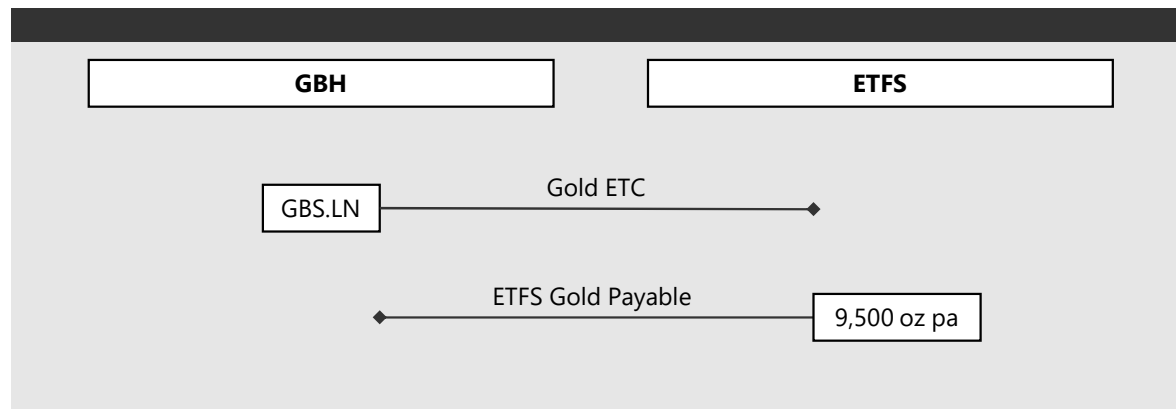 GBH
ETFS
Gold ETC
GBS.LN
ETFS Gold Payable
9,500 oz pa